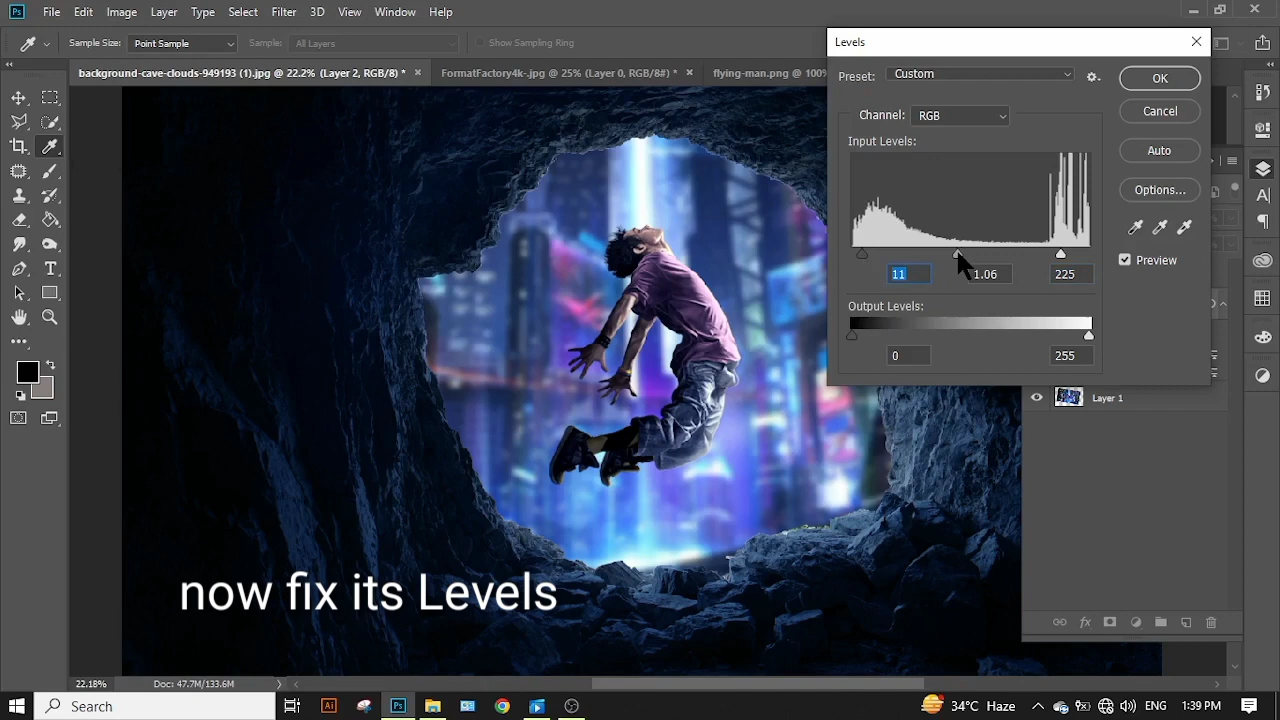 Ps File Edit Image Layer Type Select Filter 3D View Window Help
Sample Size: Point Sample Sample: All Layers Show Sampling Ring
background-cave-clouds-949193 (1).jpg @ 22.2% (Layer 2, RGB/8) * × FormatFactory4k-.jpg @ 25% (Layer 0, RGB/8#) * × flying-man.png @ 100%
Levels
Preset: Custom
OK
Channel: RGB
Cancel
Input Levels:
Auto
Options...
Preview
11 1.06 225
Output Levels:
0 255
Layer 1
now fix its Levels
22.18% Doc: 47.7M/133.6M
Search Ai Ps 34°C Haze ENG 1:39 PM